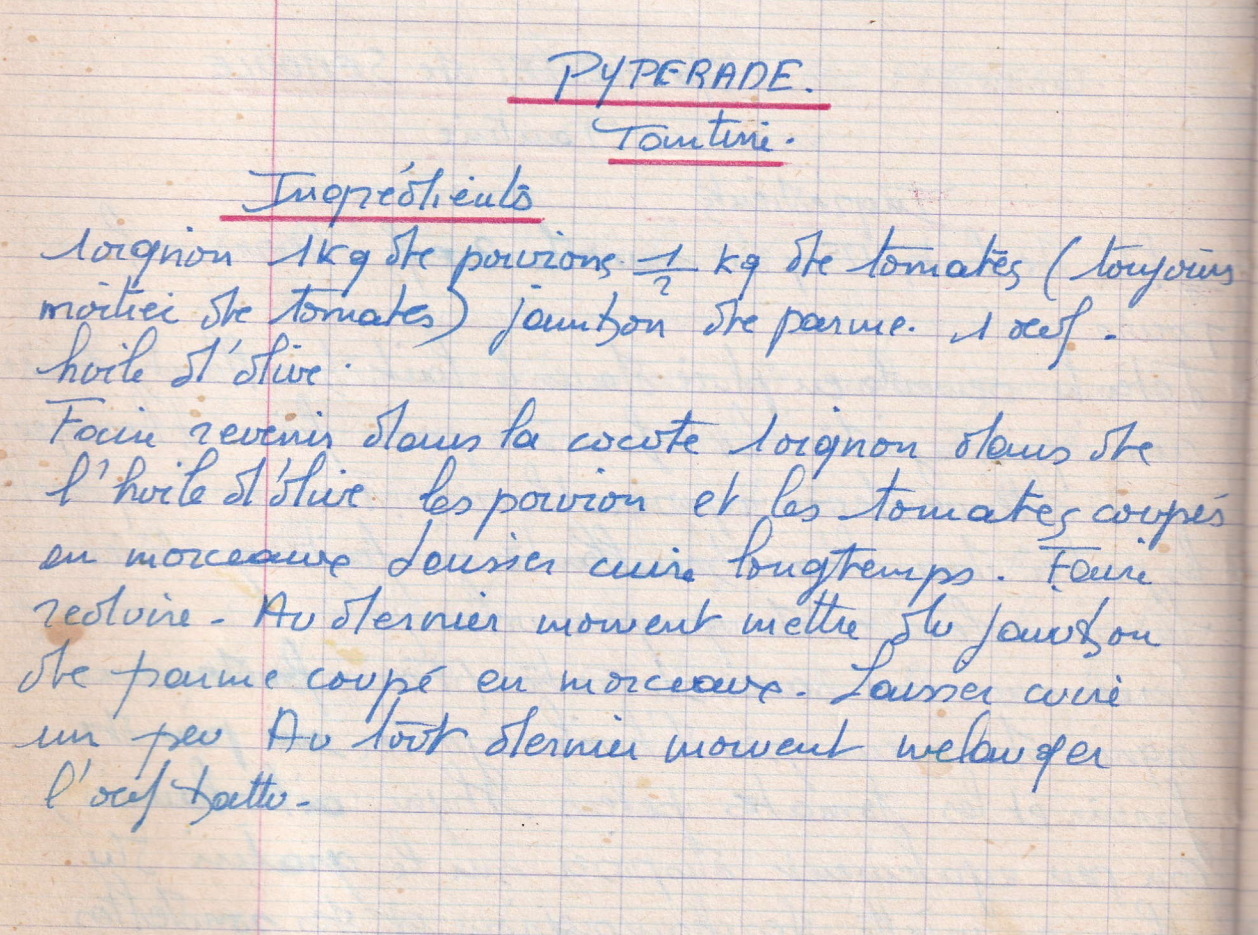 PYPERADE.
Tantine.
Ingrédients
1 oignon 1kg de poivrons 1/2 kg de tomates (toujours
moitiée de tomates) jambon de parme. 1 oeuf.
huile d'olive.
Faire revenir dans la cocote 1 oignon dans de
l'huile d'olive les poivron et les tomates coupés
en morceaux Laisser cuire longtemps. Faire
reduire - Au dernier moment mettre du jambon
de parme coupé en morceaux. Laisser cuire
un peu Au tout dernier moment melanger
l'oeuf battu -